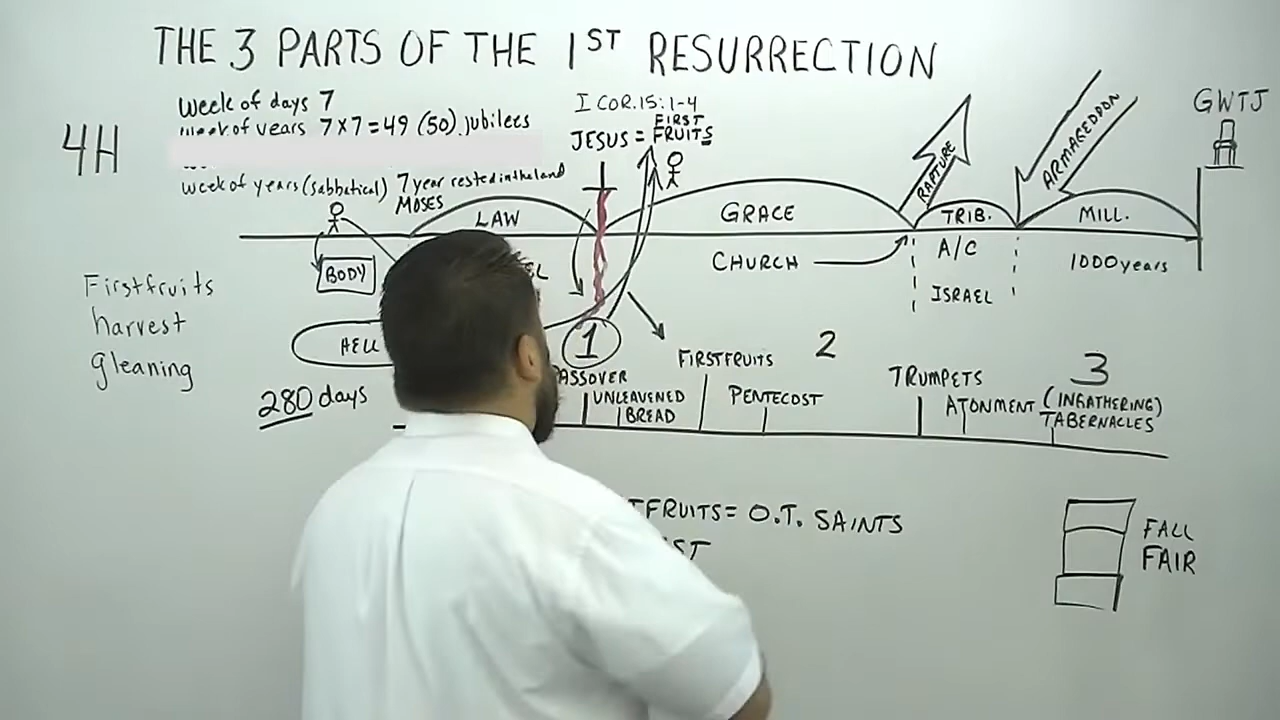 THE 3 PARTS OF THE 1ST RESURRECTION
4H
week of days 7
week of years 7x7=49 (50) jubilees
week of years (sabbatical) 7 year rested in the land
MOSES
I COR. 15:1-4
JESUS = FIRST FRUITS
GWTJ
RAPTURE
ARMAGEDDON
LAW
GRACE
TRIB.
MILL.
BODY
CHURCH
A/C
1000 years
ISRAEL
Firstfruits
harvest
gleaning
HELL
280 days
1
2
3
PASSOVER
UNLEAVENED
BREAD
FIRSTFRUITS
PENTECOST
TRUMPETS
ATONMENT
(INGATHERING)
TABERNACLES
TFRUITS = O.T. SAINTS
ST
FALL
FAIR